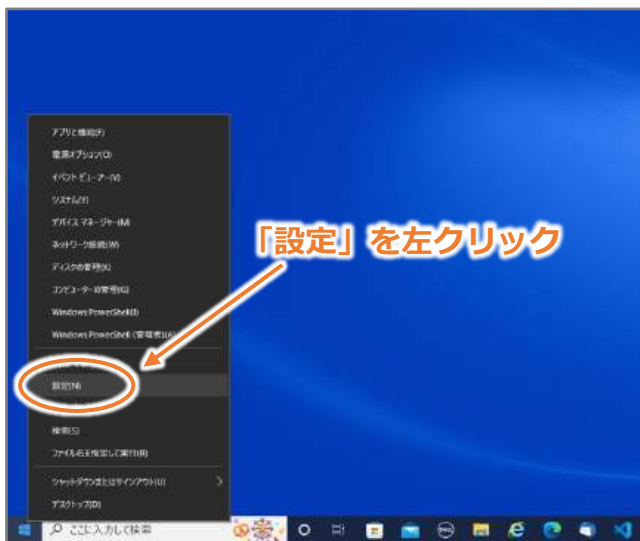 アプリと機能(F)
電源オプション(O)
イベント ビューアー(V)
システム(Y)
デバイス マネージャー(M)
ネットワーク接続(W)
ディスクの管理(K)
コンピューターの管理(G)
Windows PowerShell(I)
Windows PowerShell (管理者)(A)
「設定」を左クリック
設定(N)
検索(S)
ファイル名を指定して実行(R)
シャットダウンまたはサインアウト(U)
デスクトップ(D)
ここに入力して検索